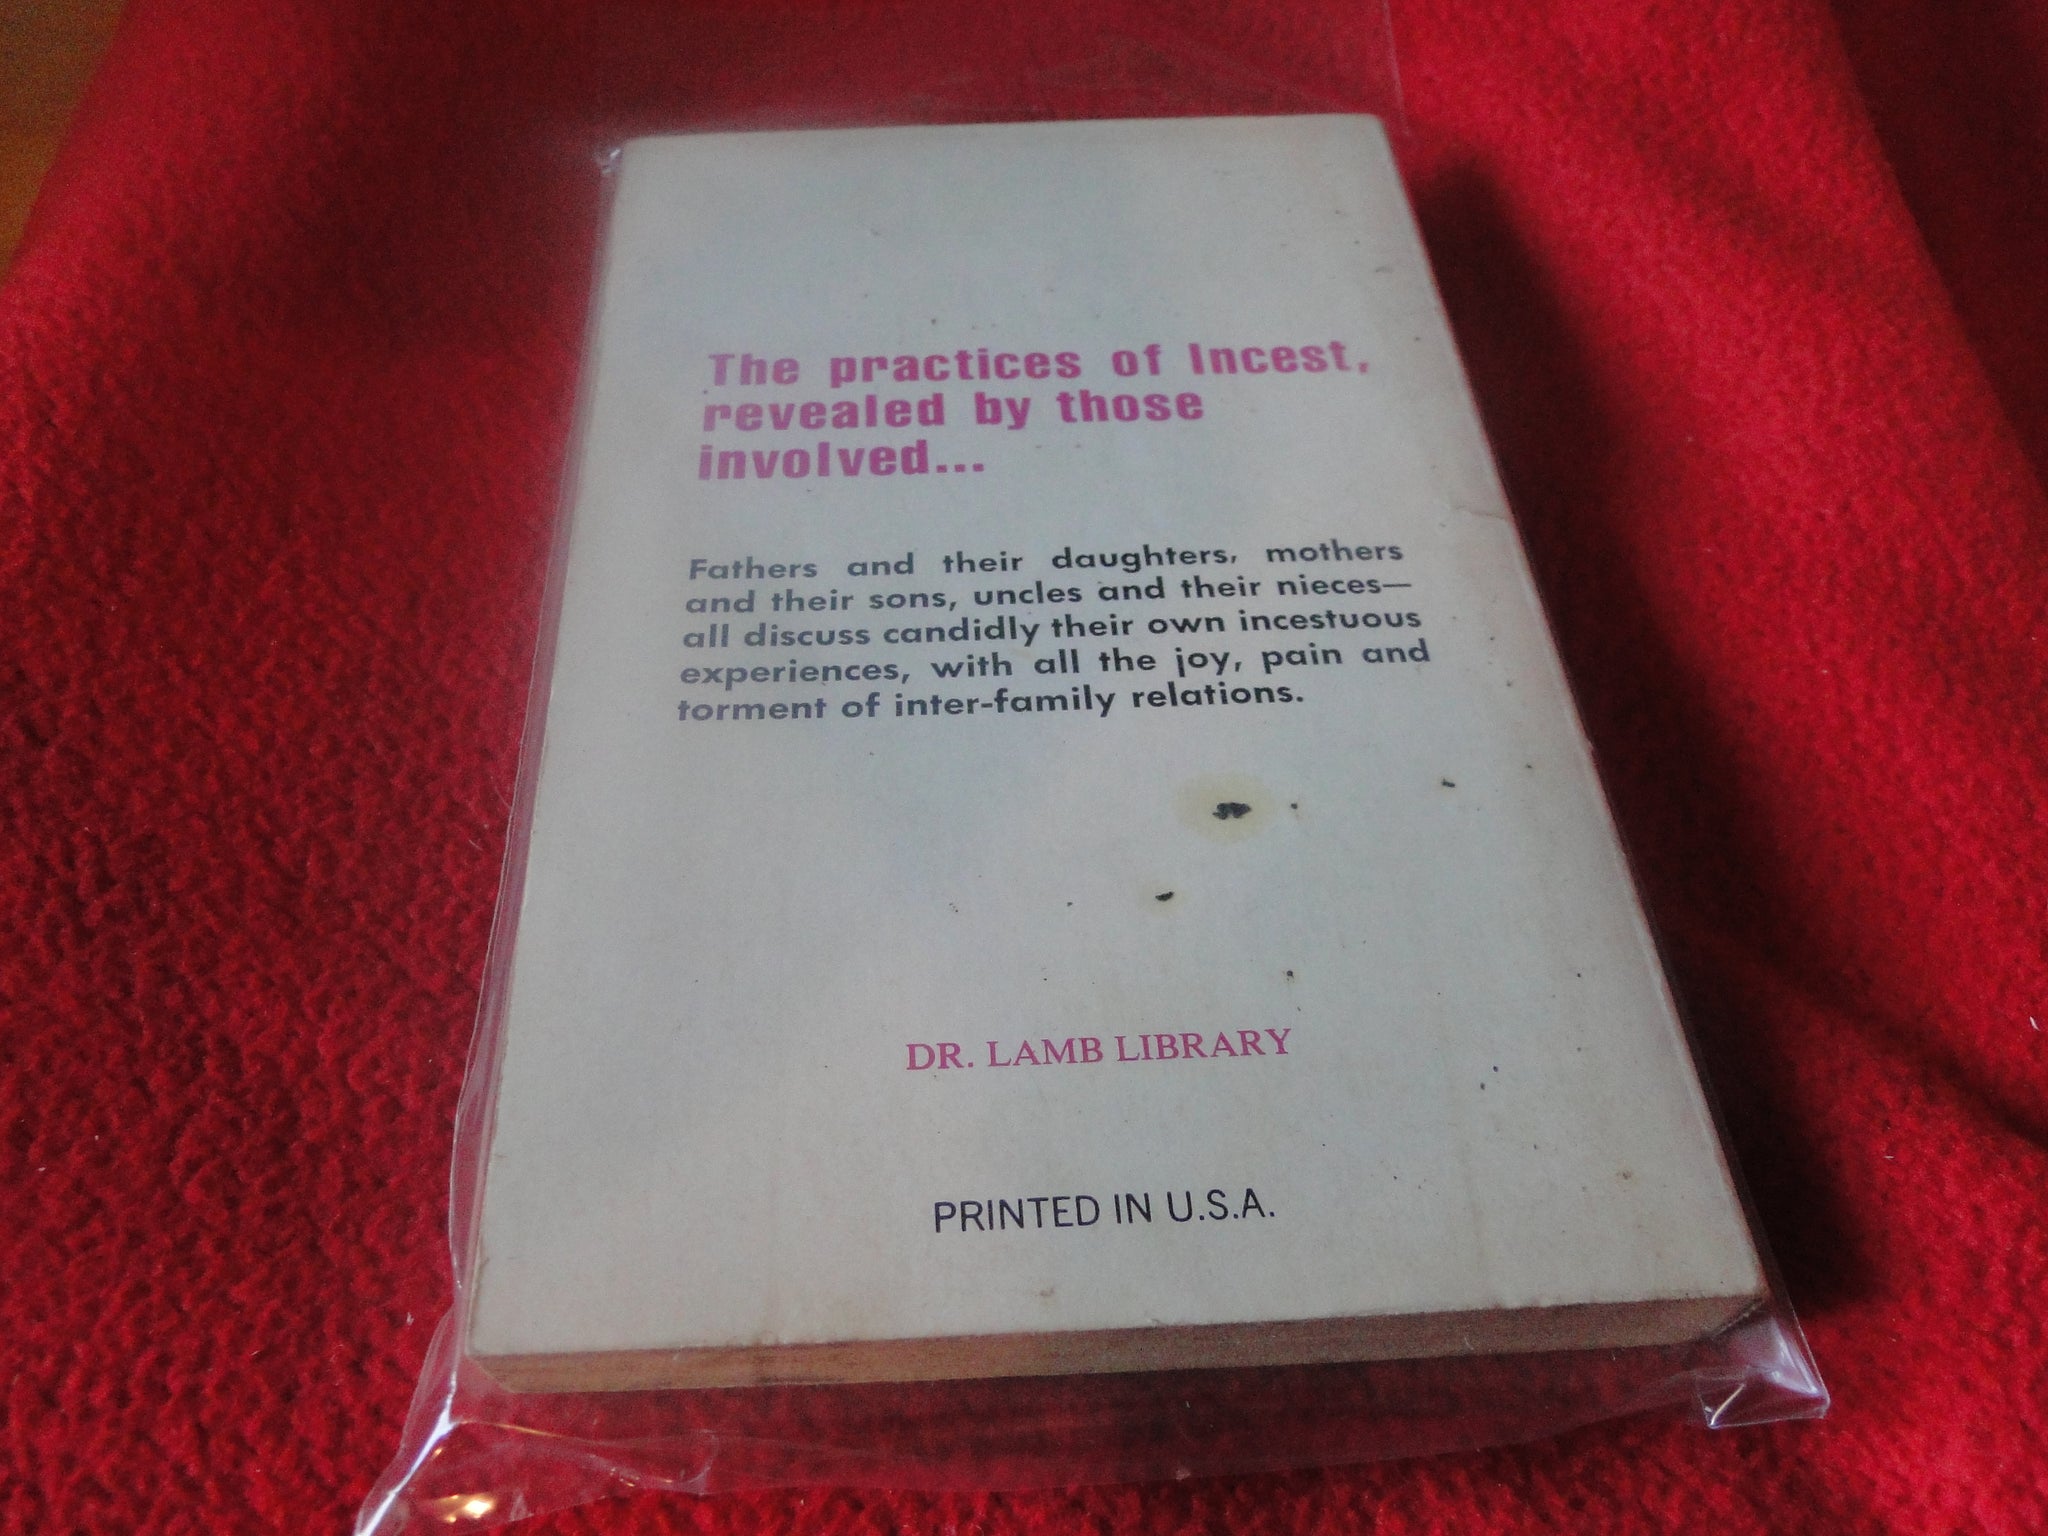 The practices of Incest,
revealed by those
involved...
Fathers and their daughters, mothers
and their sons, uncles and their nieces—
all discuss candidly their own incestuous
experiences, with all the joy, pain and
torment of inter-family relations.
DR. LAMB LIBRARY
PRINTED IN U.S.A.